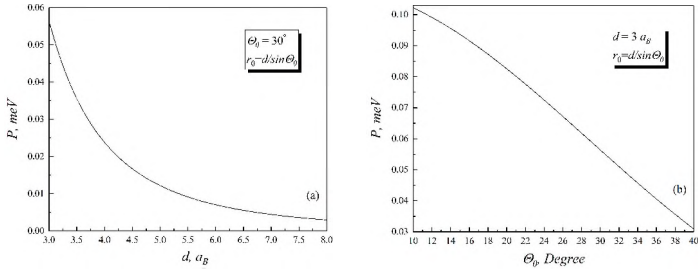 0.06
0.05
0.04
0.03
0.02
0.01
0.00
P, meV
Θ₀ = 30°
r₀=d/sinΘ₀
(a)
3.0 3.5 4.0 4.5 5.0 5.5 6.0 6.5 7.0 7.5 8.0
d, a_B
0.10
0.09
0.08
0.07
0.06
0.05
0.04
0.03
P, meV
d = 3 a_B
r₀=d/sinΘ₀
(b)
10 12 14 16 18 20 22 24 26 28 30 32 34 36 38 40
Θ₀, Degree